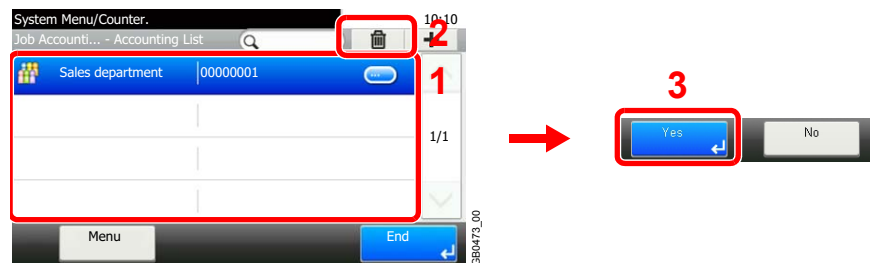 System Menu/Counter.
10:10
Job Accounti... - Accounting List
2
Sales department 00000001
1
1/1
Menu
End
GB0473_00
3
Yes
No